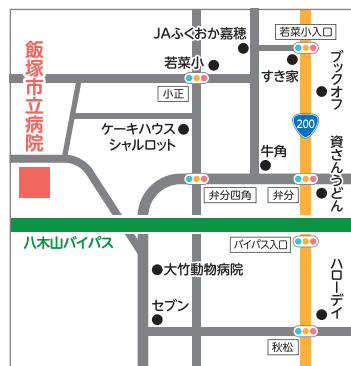 JAふくおか嘉穂
若菜小入口
若菜小
すき家
ブックオフ
飯塚市立病院
小正
ケーキハウス
シャルロット
200
牛角
資さんうどん
弁分四角
弁分
八木山バイパス
バイパス入口
大竹動物病院
ハローデイ
セブン
秋松